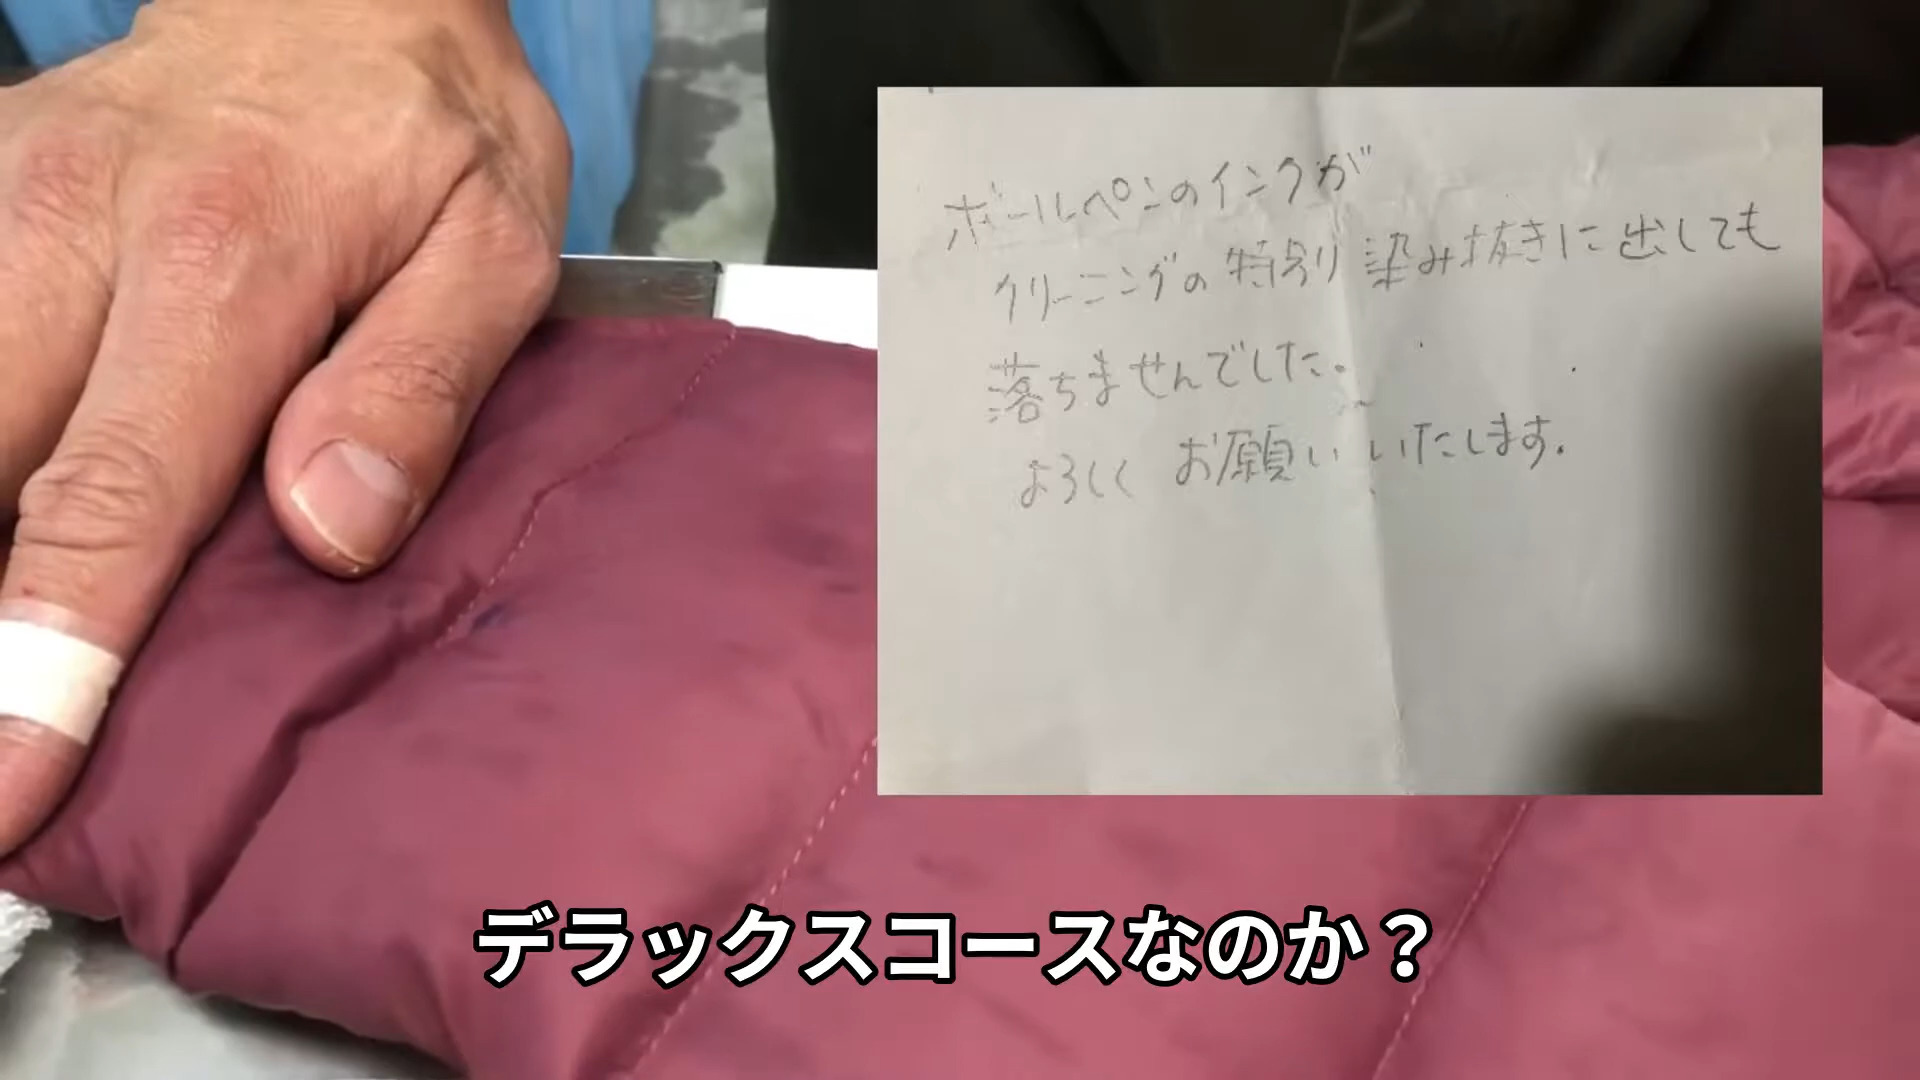 ボールペンのインクが
クリーニングの特別染み抜きに出しても
落ちませんでした。
よろしくお願いいたします.
デラックスコースなのか？